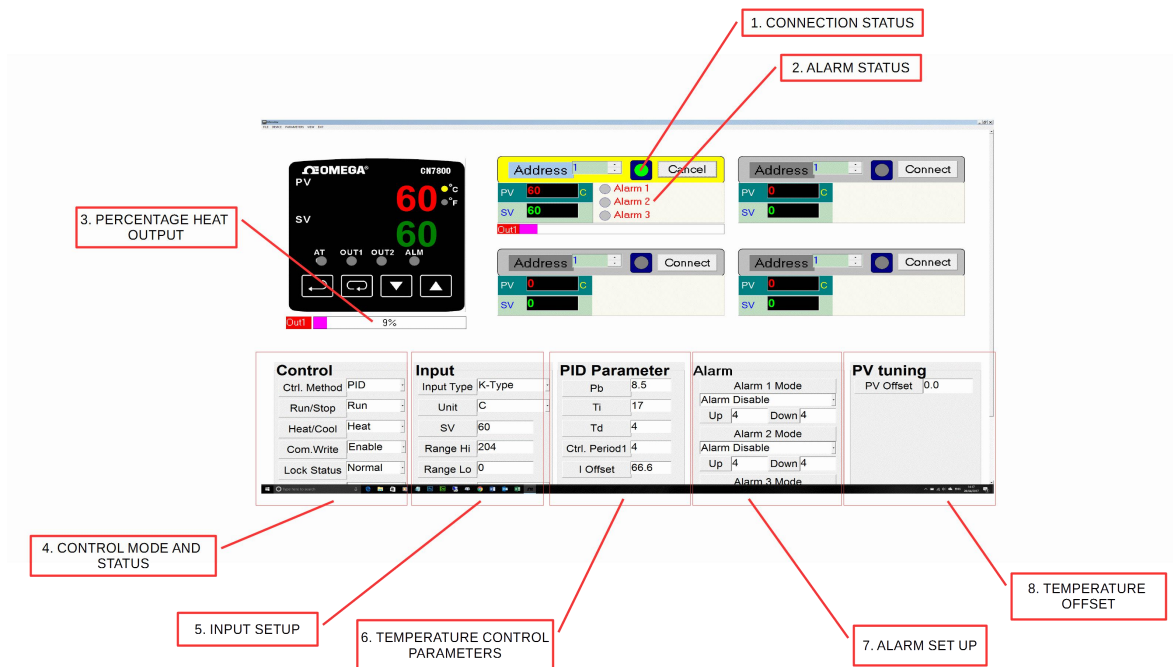 1. CONNECTION STATUS
2. ALARM STATUS
3. PERCENTAGE HEAT
OUTPUT
OMEGA® CN7800
PV
60 °C
°F
SV
60
AT OUT1 OUT2 ALM
Out1 9%
Address 1 Cancel
PV 60 C
SV 60
Alarm 1
Alarm 2
Alarm 3
Out1
Address 1 Connect
PV 0 C
SV 0
Address 1 Connect
PV 0 C
SV 0
Address 1 Connect
PV 0 C
SV 0
Control
Ctrl. Method PID
Run/Stop Run
Heat/Cool Heat
Com.Write Enable
Lock Status Normal
Input
Input Type K-Type
Unit C
SV 60
Range Hi 204
Range Lo 0
PID Parameter
Pb 8.5
Ti 17
Td 4
Ctrl. Period1 4
I Offset 66.6
Alarm
Alarm 1 Mode
Alarm Disable
Up 4 Down 4
Alarm 2 Mode
Alarm Disable
Up 4 Down 4
Alarm 3 Mode
PV tuning
PV Offset 0.0
4. CONTROL MODE AND
STATUS
5. INPUT SETUP
6. TEMPERATURE CONTROL
PARAMETERS
7. ALARM SET UP
8. TEMPERATURE
OFFSET